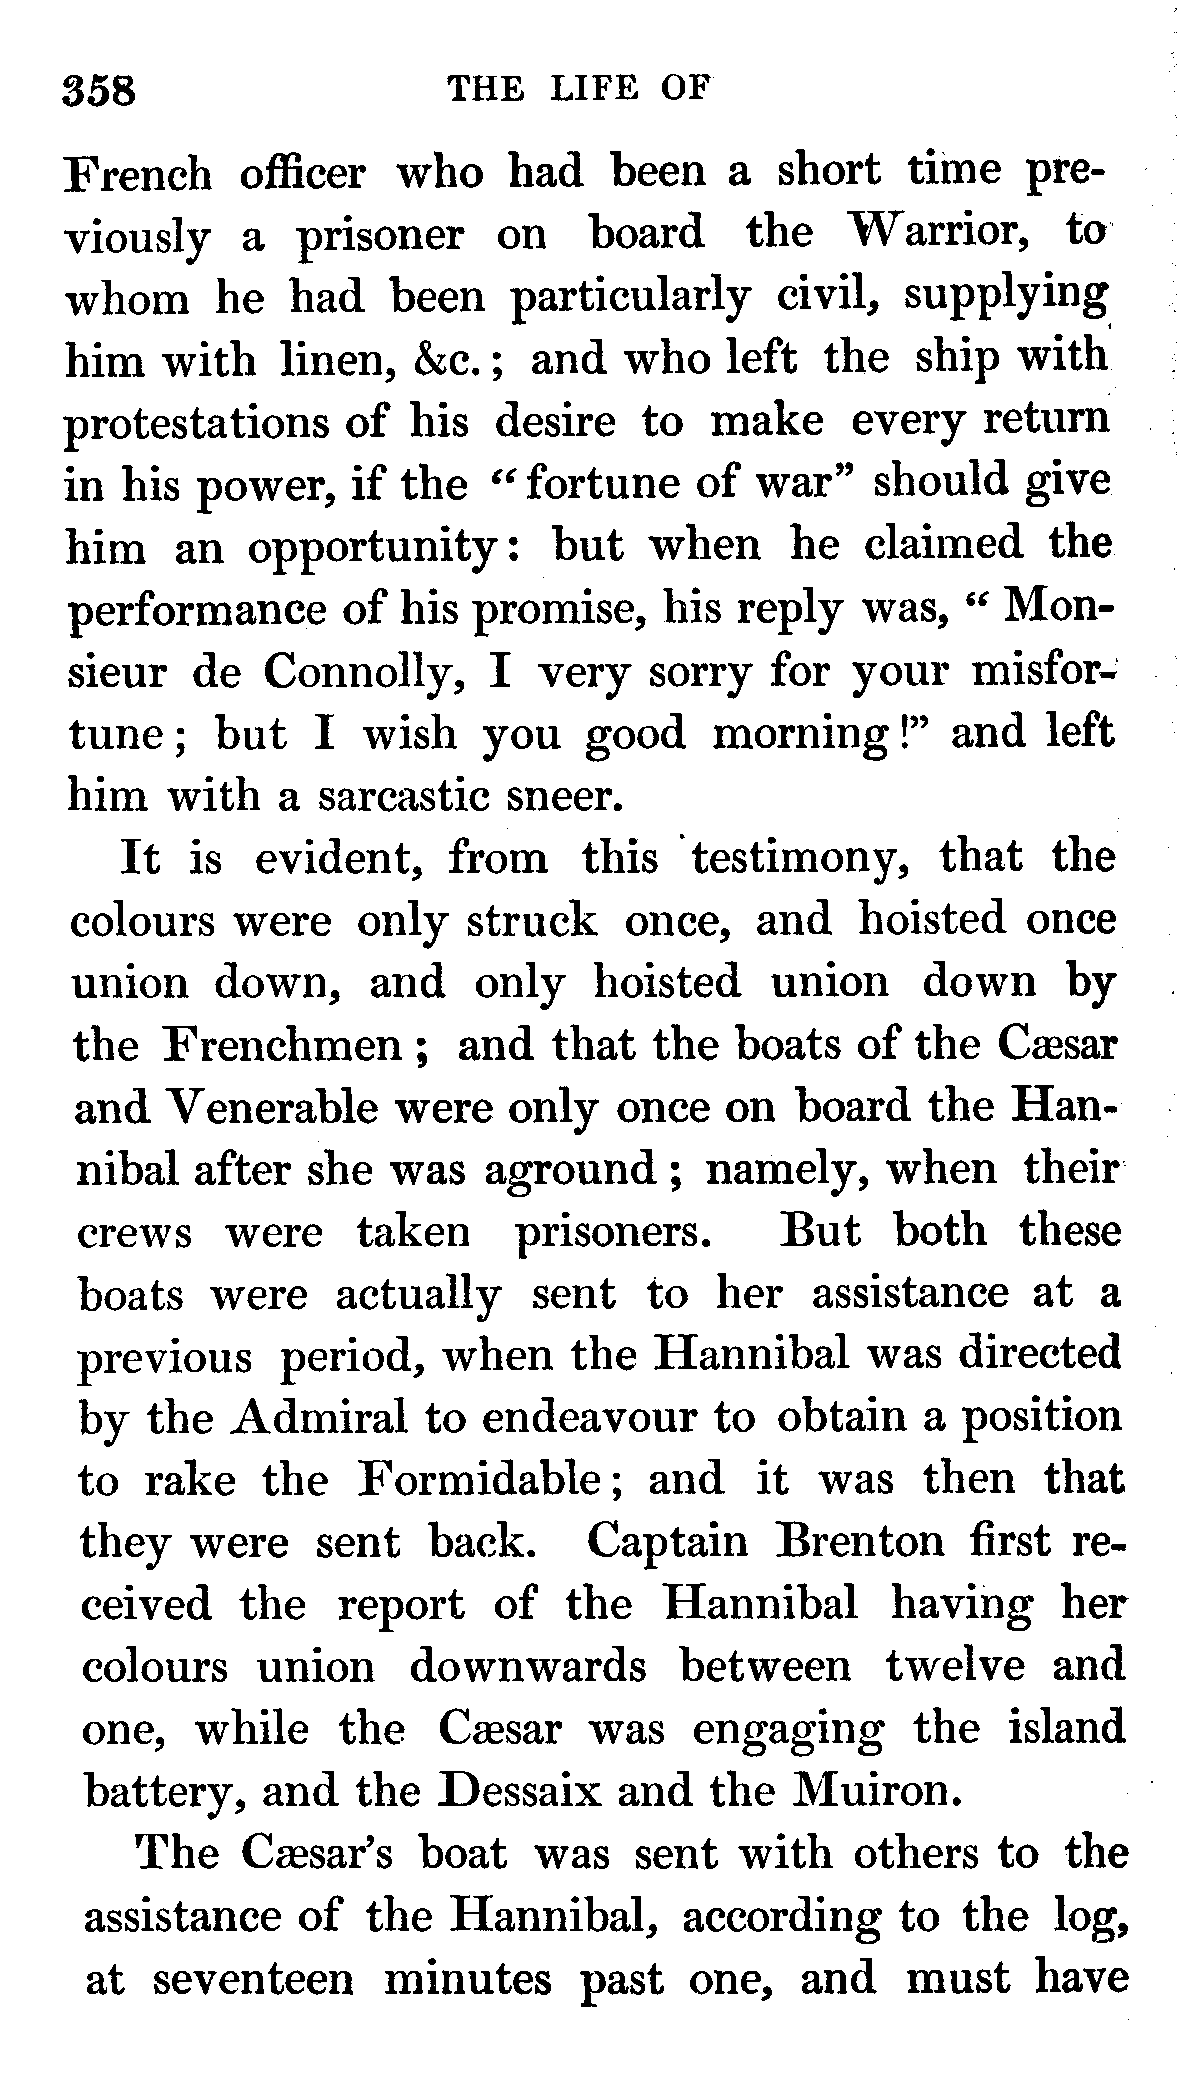 358 THE LIFE OF
French officer who had been a short time pre-
viously a prisoner on board the Warrior, to
whom he had been particularly civil, supplying
him with linen, &c. ; and who left the ship with
protestations of his desire to make every return
in his power, if the “ fortune of war” should give
him an opportunity : but when he claimed the
performance of his promise, his reply was, “ Mon-
sieur de Connolly, I very sorry for your misfor-
tune ; but I wish you good morning !” and left
him with a sarcastic sneer.
It is evident, from this testimony, that the
colours were only struck once, and hoisted once
union down, and only hoisted union down by
the Frenchmen ; and that the boats of the Cæsar
and Venerable were only once on board the Han-
nibal after she was aground ; namely, when their
crews were taken prisoners. But both these
boats were actually sent to her assistance at a
previous period, when the Hannibal was directed
by the Admiral to endeavour to obtain a position
to rake the Formidable ; and it was then that
they were sent back. Captain Brenton first re-
ceived the report of the Hannibal having her
colours union downwards between twelve and
one, while the Cæsar was engaging the island
battery, and the Dessaix and the Muiron.
The Cæsar’s boat was sent with others to the
assistance of the Hannibal, according to the log,
at seventeen minutes past one, and must have